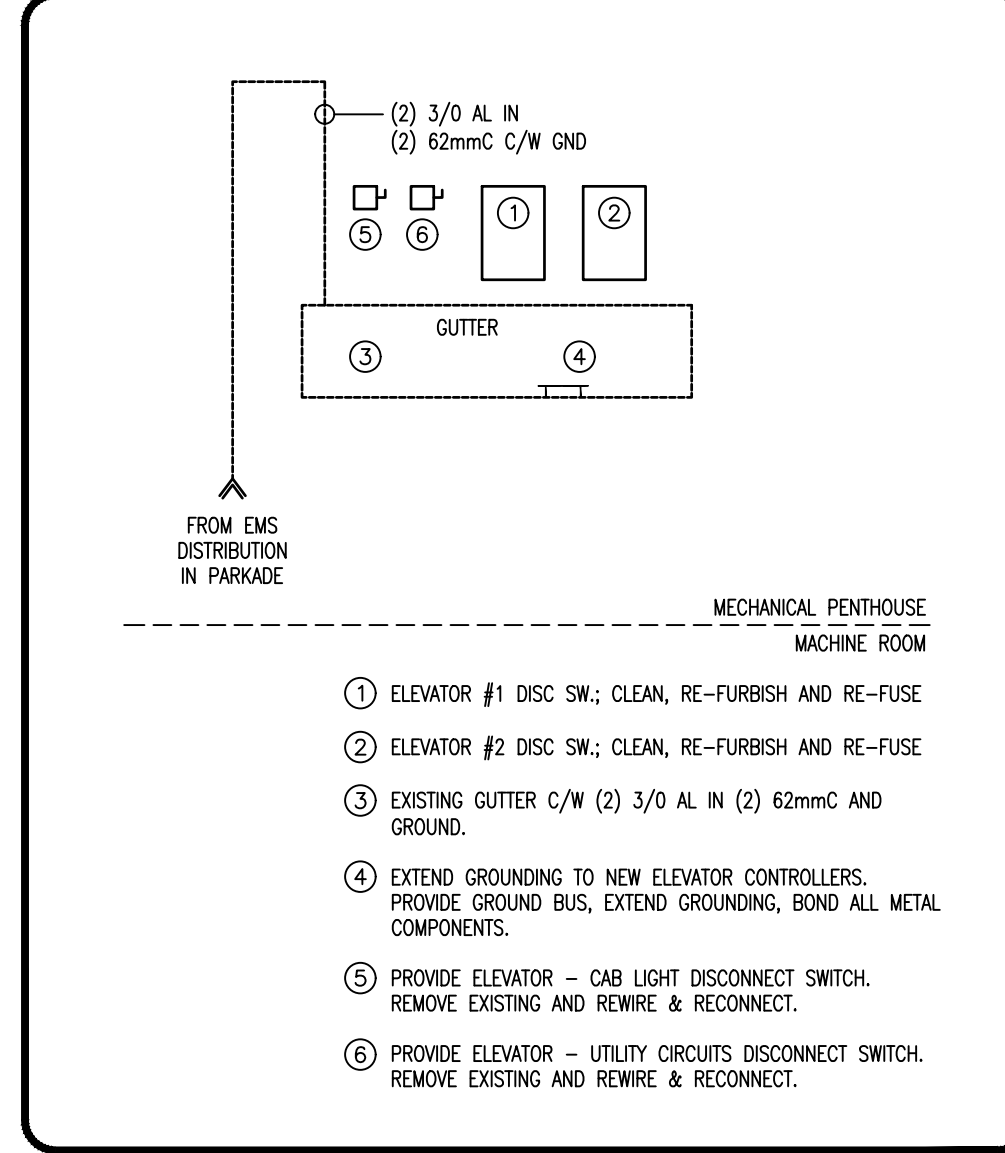 (2) 3/0 AL IN
(2) 62mmC C/W GND
1
2
5
6
GUTTER
3
4
FROM EMS
DISTRIBUTION
IN PARKADE
MECHANICAL PENTHOUSE
MACHINE ROOM
1 ELEVATOR #1 DISC SW.; CLEAN, RE-FURBISH AND RE-FUSE
2 ELEVATOR #2 DISC SW.; CLEAN, RE-FURBISH AND RE-FUSE
3 EXISTING GUTTER C/W (2) 3/0 AL IN (2) 62mmC AND
GROUND.
4 EXTEND GROUNDING TO NEW ELEVATOR CONTROLLERS.
PROVIDE GROUND BUS, EXTEND GROUNDING, BOND ALL METAL
COMPONENTS.
5 PROVIDE ELEVATOR - CAB LIGHT DISCONNECT SWITCH.
REMOVE EXISTING AND REWIRE & RECONNECT.
6 PROVIDE ELEVATOR - UTILITY CIRCUITS DISCONNECT SWITCH.
REMOVE EXISTING AND REWIRE & RECONNECT.